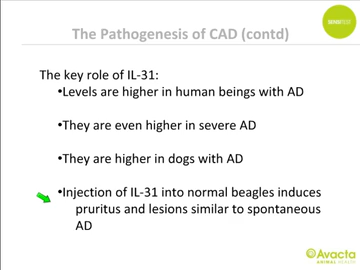 The Pathogenesis of CAD (contd)
The key role of IL-31:
•Levels are higher in human beings with AD
•They are even higher in severe AD
•They are higher in dogs with AD
•Injection of IL-31 into normal beagles induces
pruritus and lesions similar to spontaneous
AD
Avacta
ANIMAL HEALTH